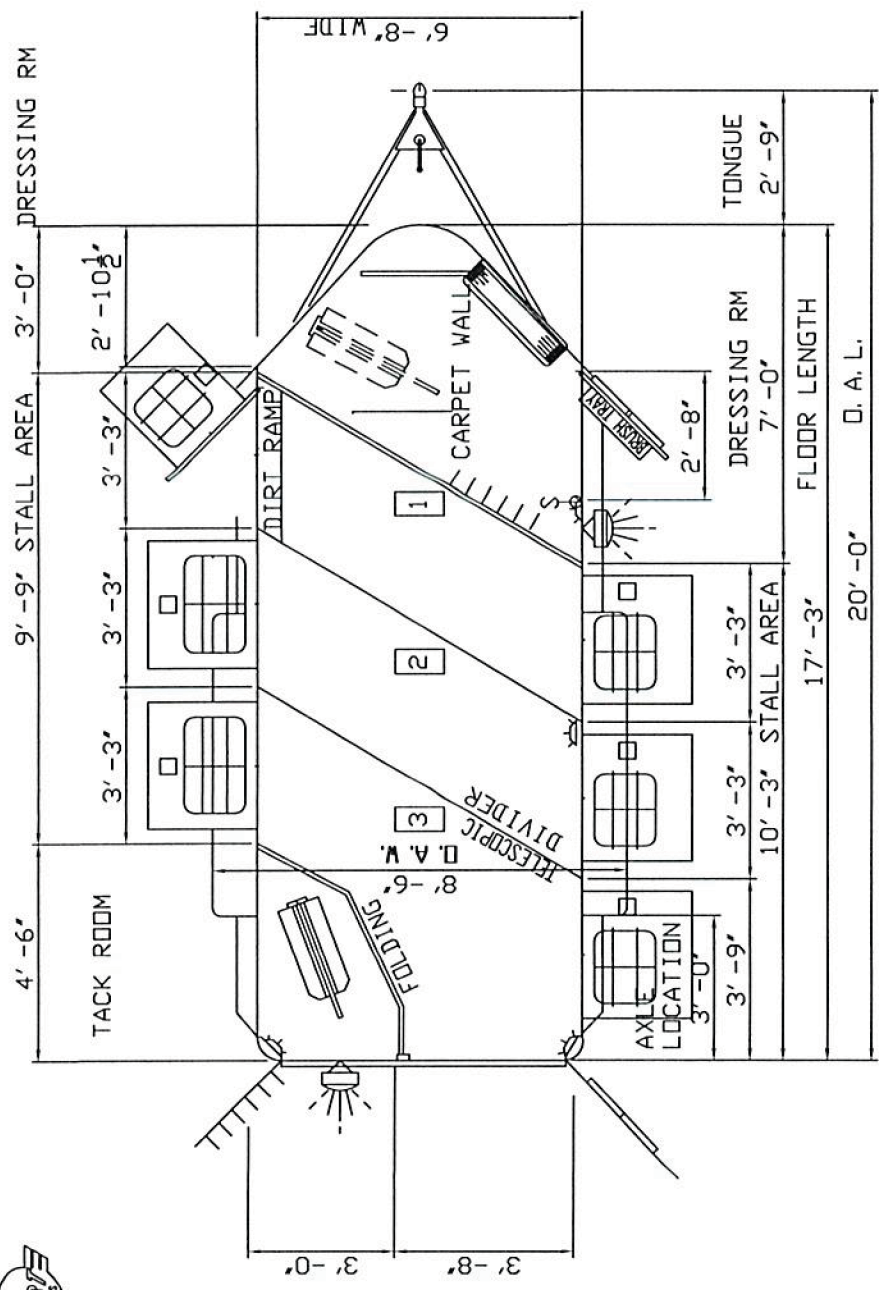 6'-8" WIDE
3'-0" DRESSING RM
2'-10½"
9'-9" STALL AREA
3'-3"
3'-3"
3'-3"
4'-6"
TACK ROOM
DIRT RAMP
CARPET WALL
BRUSH TRAY
S
1
2
3
TELESCOPIC
DIVIDER
8'-6"
O.A.W.
FOLDING
AXLE
LOCATION
3'-0"
3'-9"
3'-3"
3'-3"
10'-3" STALL AREA
2'-8"
DRESSING RM
7'-0"
TONGUE
2'-9"
FLOOR LENGTH
17'-3"
O.A.L.
20'-0"
3'-0"
3'-8"